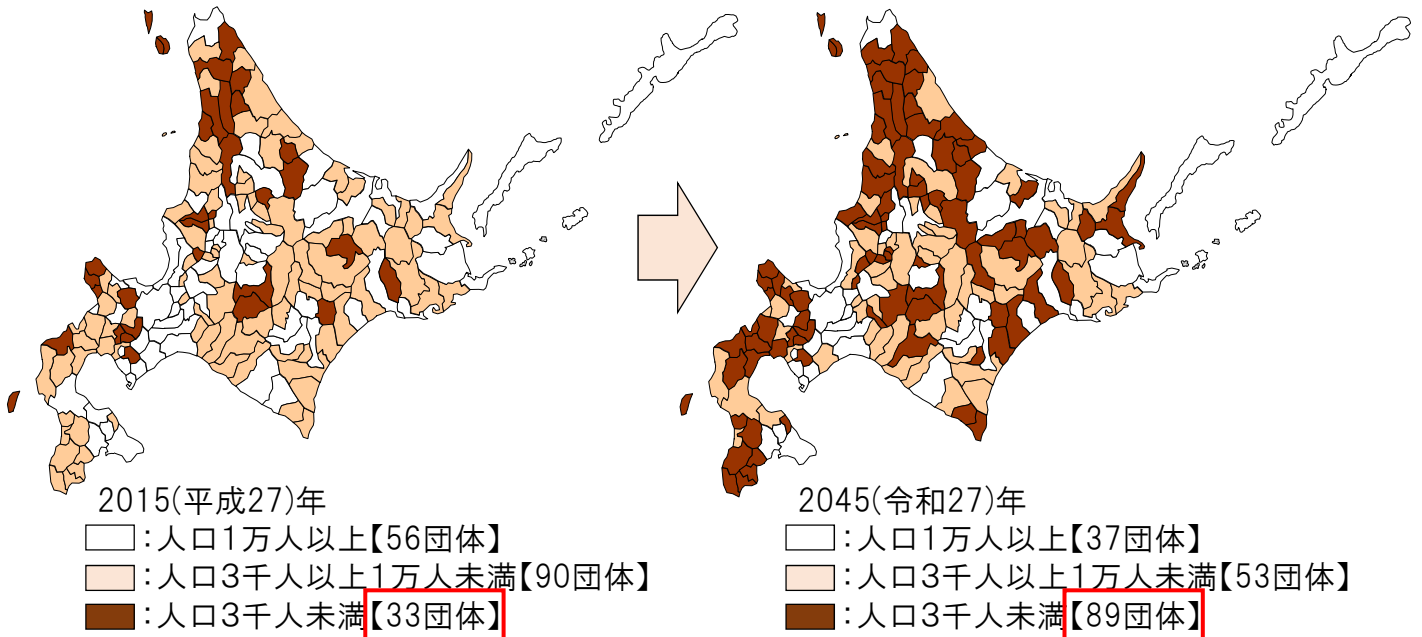 2015(平成27)年
：人口1万人以上【56団体】
：人口3千人以上1万人未満【90団体】
：人口3千人未満【33団体】
2045(令和27)年
：人口1万人以上【37団体】
：人口3千人以上1万人未満【53団体】
：人口3千人未満【89団体】